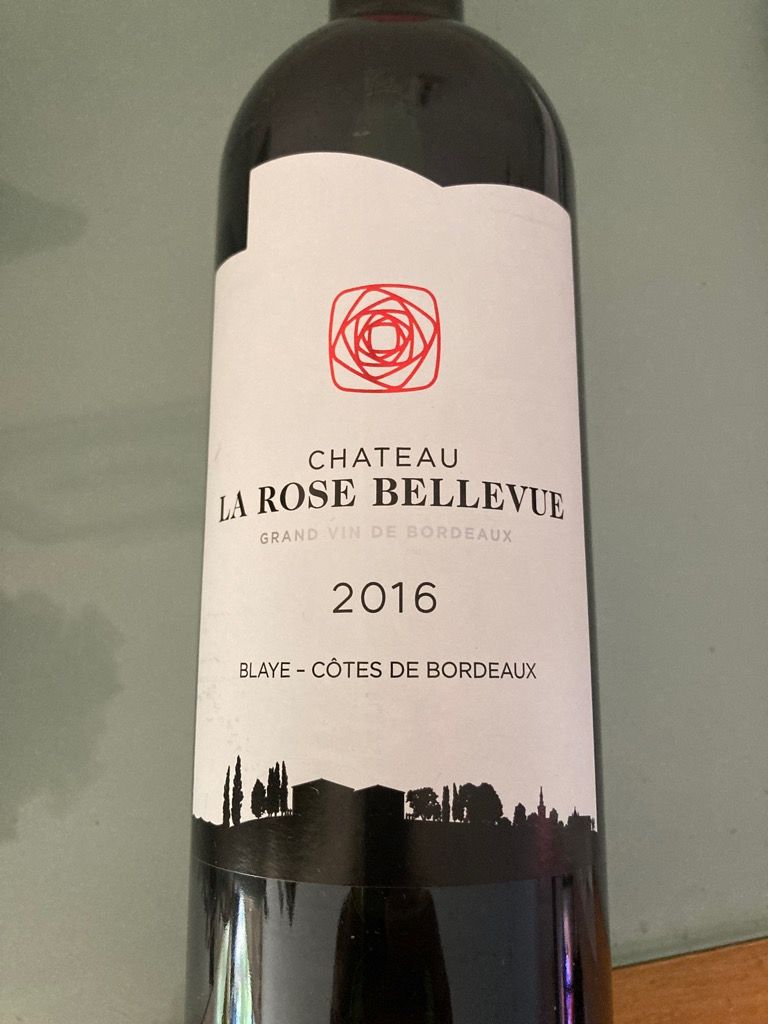 CHATEAU
LA ROSE BELLEVUE
GRAND VIN DE BORDEAUX
2016
BLAYE – CÔTES DE BORDEAUX